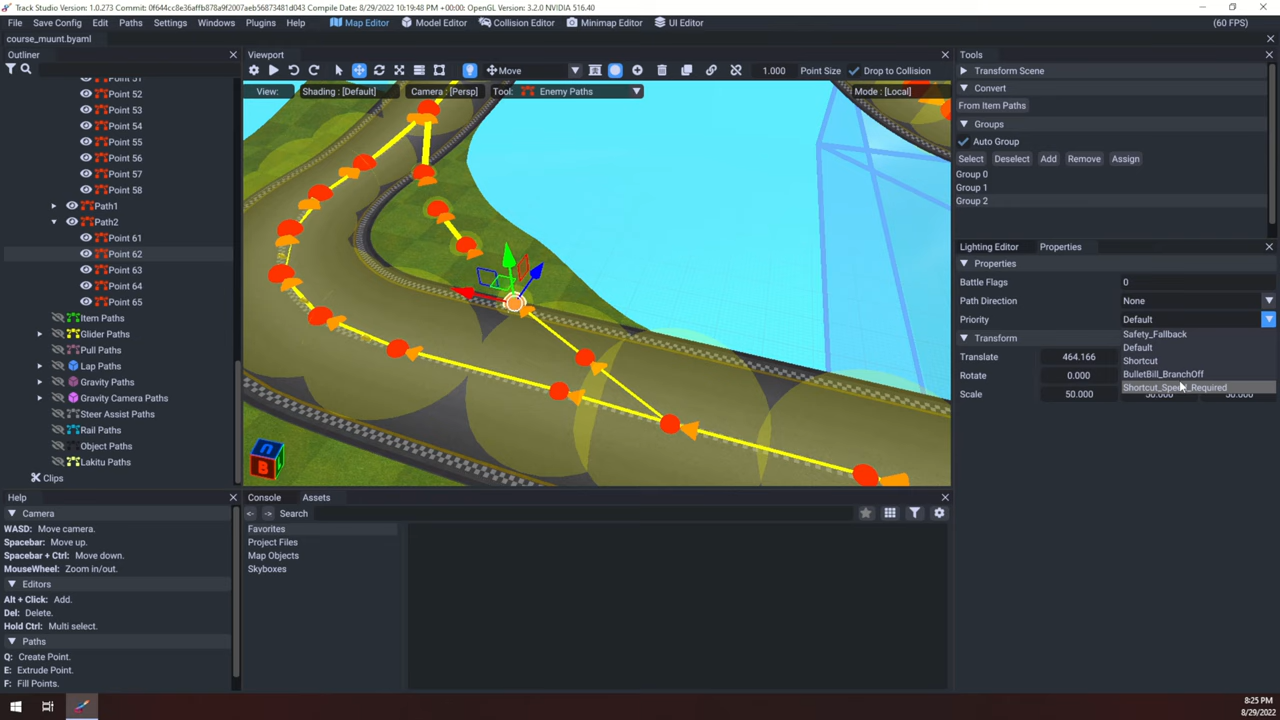 Track Studio Version: 1.0.273 Commit: 0f644cc8e36affb878a9f20f2007aeb56873481d043 Compile Date: 8/29/2022 10:19:48 PM +00:00: OpenGL Version: 3.2.0 NVIDIA 516.40
File Save Config Edit Paths Settings Windows Plugins Help Map Editor Model Editor Collision Editor Minimap Editor UI Editor (60 FPS)
course_muunt.byaml
Outliner
Point 52
Point 53
Point 54
Point 55
Point 56
Point 57
Point 58
Path1
Path2
Point 61
Point 62
Point 63
Point 64
Point 65
Item Paths
Glider Paths
Pull Paths
Lap Paths
Gravity Paths
Gravity Camera Paths
Steer Assist Paths
Rail Paths
Object Paths
Lakitu Paths
Clips
Viewport
Move 1.000 Point Size Drop to Collision
View: Shading : [Default] Camera : [Persp] Tool: Enemy Paths Mode : [Local]
B
Tools
Transform Scene
Convert
From Item Paths
Groups
Auto Group
Select Deselect Add Remove Assign
Group 0
Group 1
Group 2
Lighting Editor Properties
Properties
Battle Flags 0
Path Direction None
Priority Default
Safety_Fallback
Transform Default
Shortcut
Translate 464.166
BulletBill_BranchOff
Rotate 0.000
Shortcut_Speed_Required
Scale 50.000 50.000 50.000
Help
Camera
WASD: Move camera.
Spacebar: Move up.
Spacebar + Ctrl: Move down.
MouseWheel: Zoom in/out.
Editors
Alt + Click: Add.
Del: Delete.
Hold Ctrl: Multi select.
Paths
Q: Create Point.
E: Extrude Point.
F: Fill Points.
Console Assets
<- -> Search
Favorites
Project Files
Map Objects
Skyboxes
8:25 PM
8/29/2022